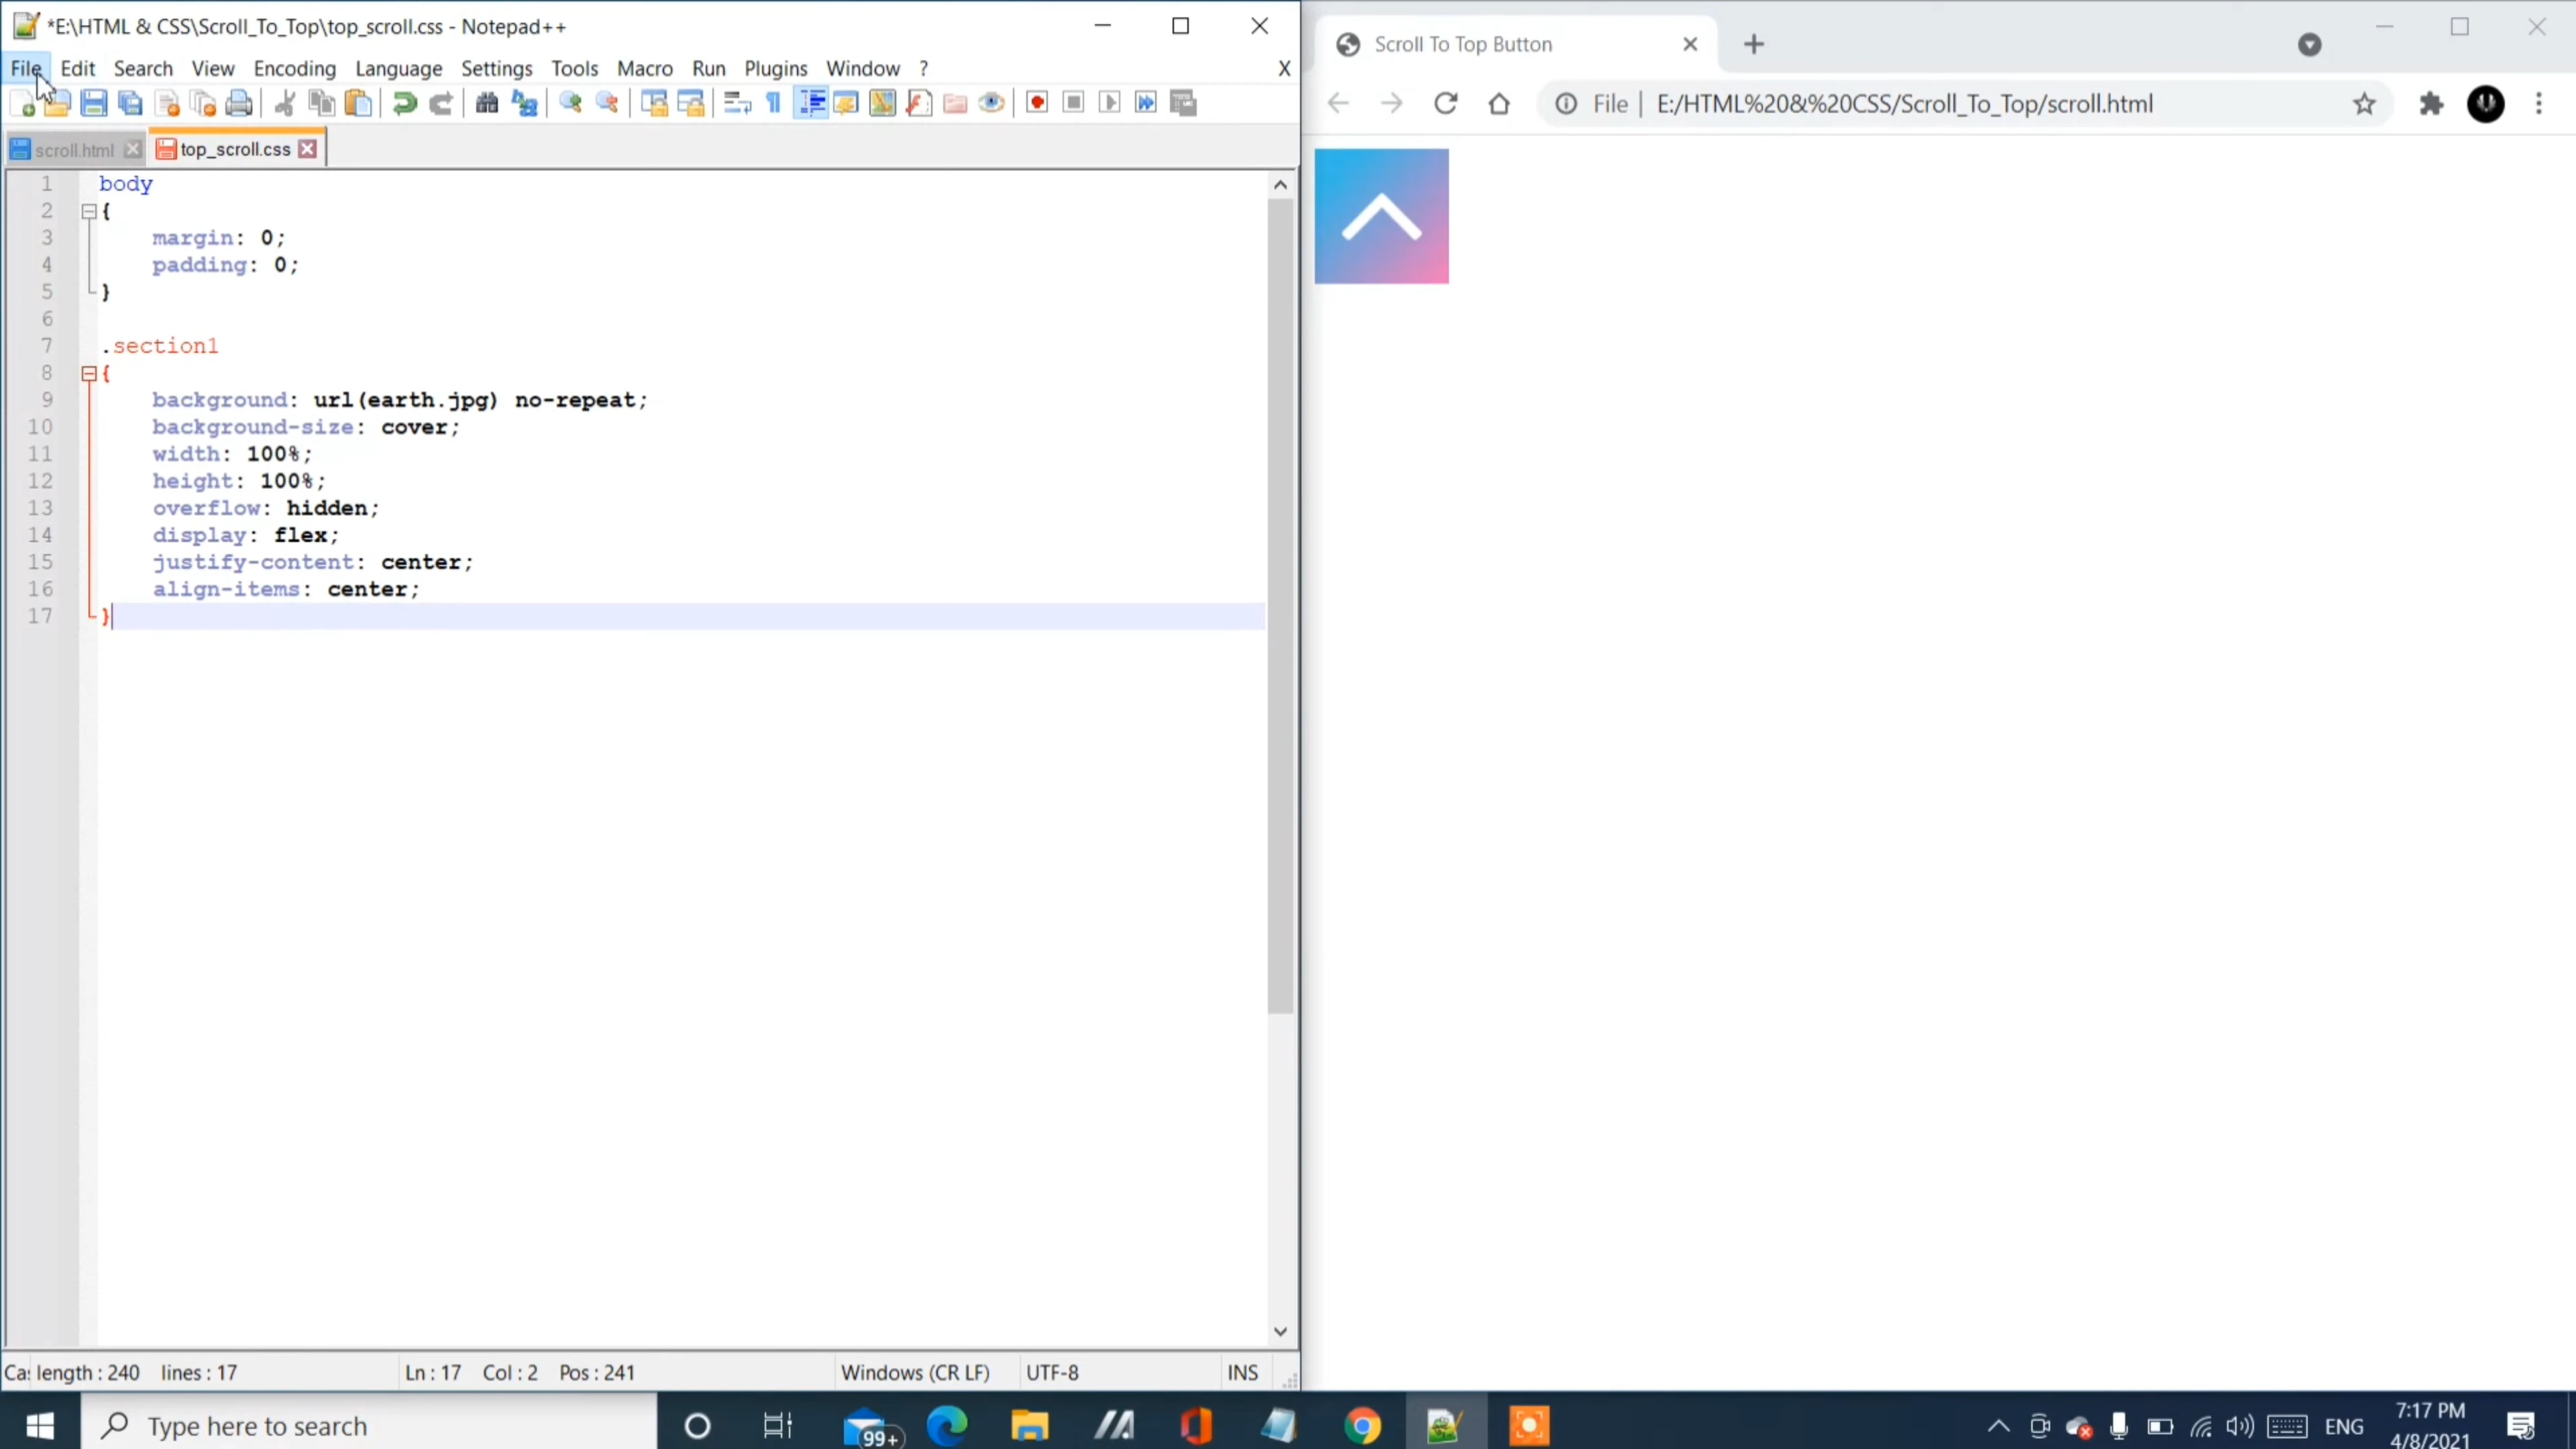 *E:\HTML & CSS\Scroll_To_Top\top_scroll.css - Notepad++
File Edit Search View Encoding Language Settings Tools Macro Run Plugins Window ? X
scroll.html top_scroll.css
1 body
2 {
3 margin: 0;
4 padding: 0;
5 }
6
7 .section1
8 {
9 background: url(earth.jpg) no-repeat;
10 background-size: cover;
11 width: 100%;
12 height: 100%;
13 overflow: hidden;
14 display: flex;
15 justify-content: center;
16 align-items: center;
17 }
Ca length : 240 lines : 17 Ln : 17 Col : 2 Pos : 241 Windows (CR LF) UTF-8 INS
Scroll To Top Button
File | E:/HTML%20&%20CSS/Scroll_To_Top/scroll.html
Type here to search
99+
ENG
7:17 PM
4/8/2021